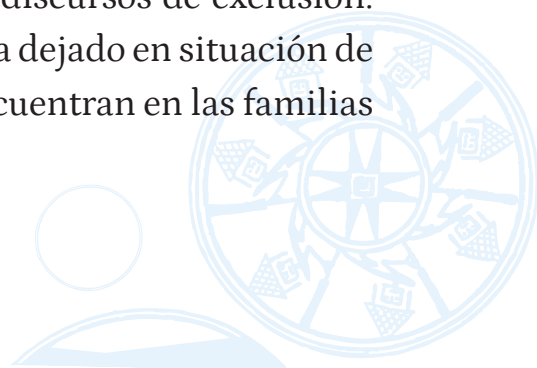 discursos de exclusión.
a dejado en situación de
cuentran en las familias